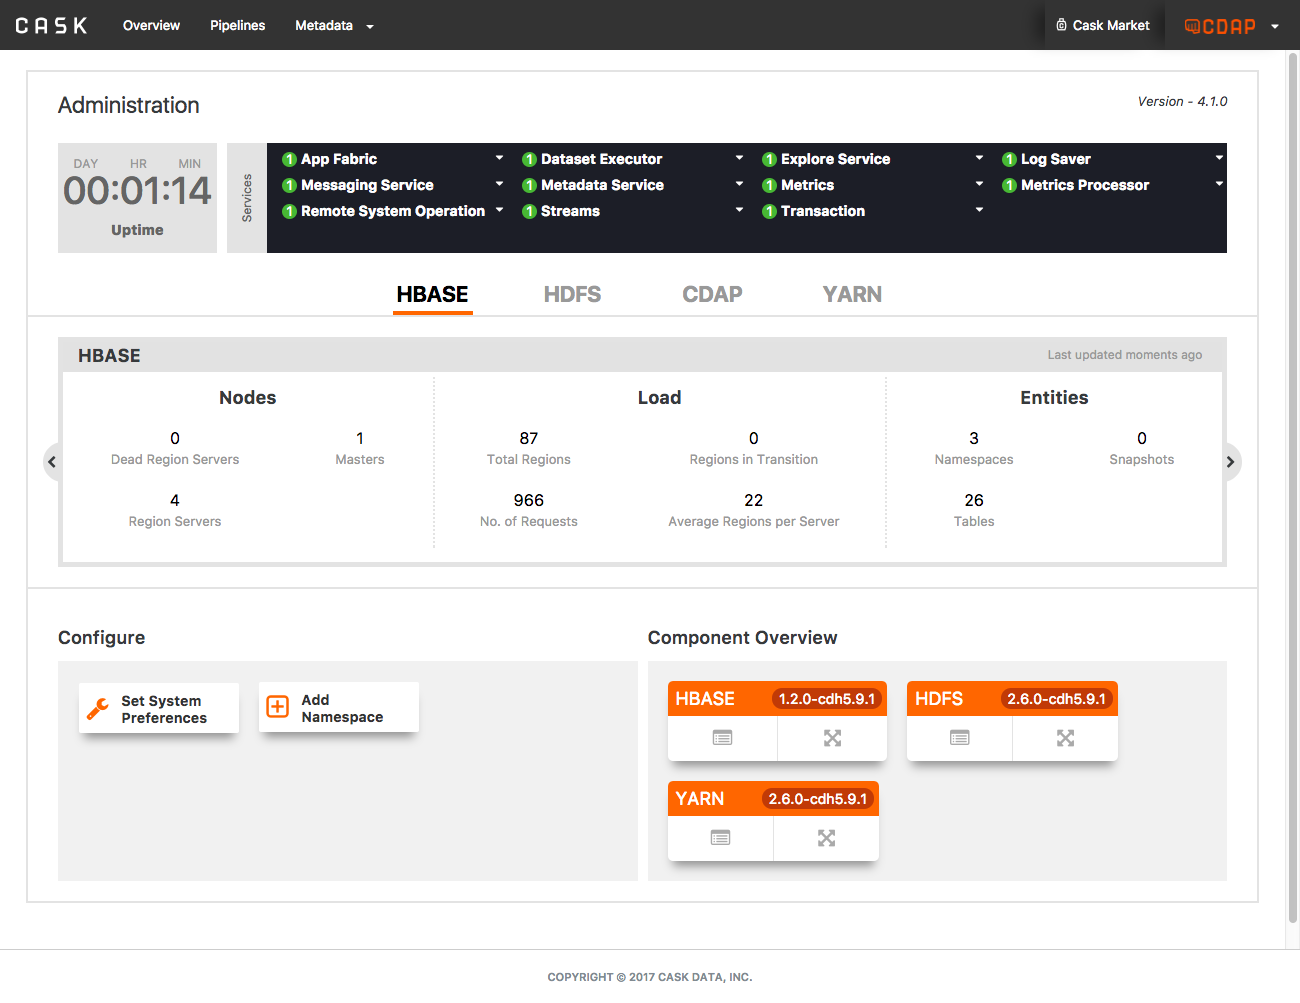 CASK Overview Pipelines Metadata Cask Market CDAP
Administration
Version - 4.1.0
DAY HR MIN
00:01:14
Uptime
Services
1 App Fabric
1 Dataset Executor
1 Explore Service
1 Log Saver
1 Messaging Service
1 Metadata Service
1 Metrics
1 Metrics Processor
1 Remote System Operation
1 Streams
1 Transaction
HBASE HDFS CDAP YARN
HBASE
Last updated moments ago
Nodes
0
Dead Region Servers
1
Masters
4
Region Servers
Load
87
Total Regions
0
Regions in Transition
966
No. of Requests
22
Average Regions per Server
Entities
3
Namespaces
0
Snapshots
26
Tables
Configure
Set System
Preferences
Add
Namespace
Component Overview
HBASE 1.2.0-cdh5.9.1
HDFS 2.6.0-cdh5.9.1
YARN 2.6.0-cdh5.9.1
COPYRIGHT © 2017 CASK DATA, INC.